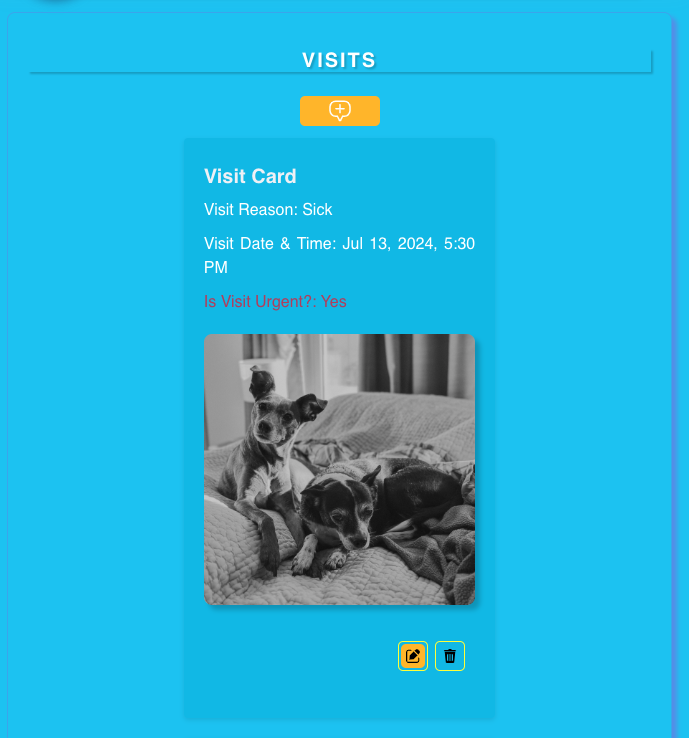 VISITS
Visit Card
Visit Reason: Sick
Visit Date & Time: Jul 13, 2024, 5:30
PM
Is Visit Urgent?: Yes